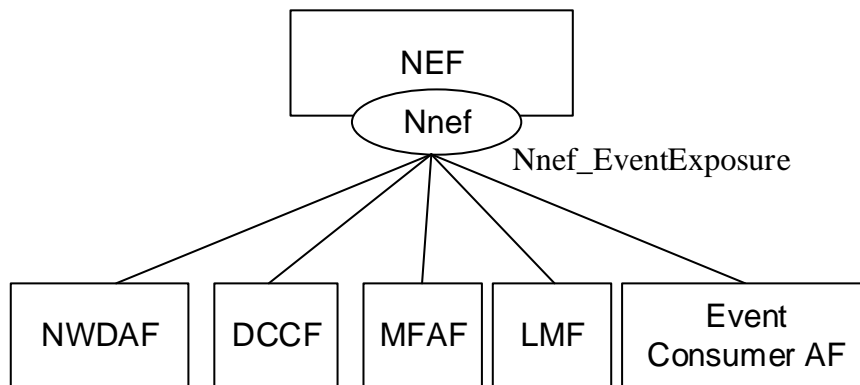 NEF
Nnef
Nnef_EventExposure
NWDAF
DCCF
MFAF
LMF
Event
Consumer AF